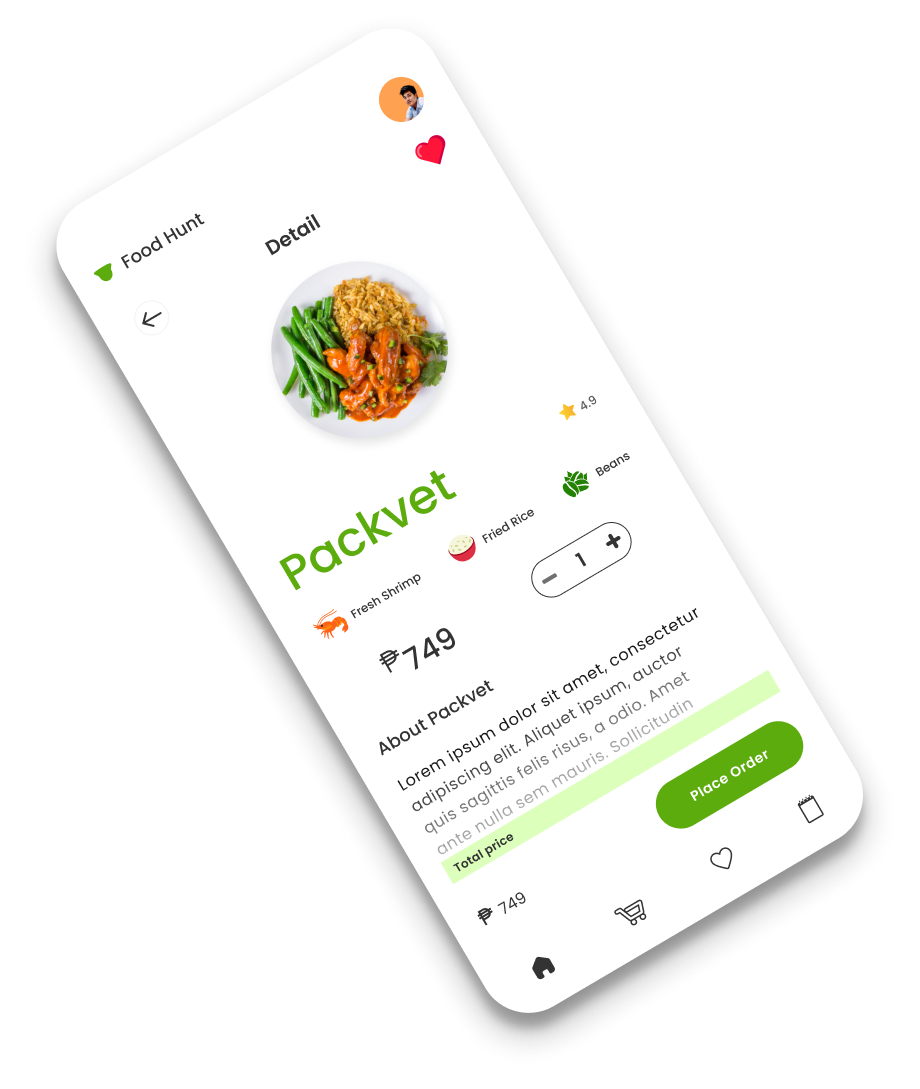 Food Hunt
Detail
4.9
Packvet
Fresh Shrimp
Fried Rice
Beans
₱749
1
About Packvet
Lorem ipsum dolor sit amet, consectetur
adipiscing elit. Aliquet ipsum, auctor
quis sagittis felis risus, a odio. Amet
ante nulla sem mauris. Sollicitudin
Total price
₱ 749
Place Order